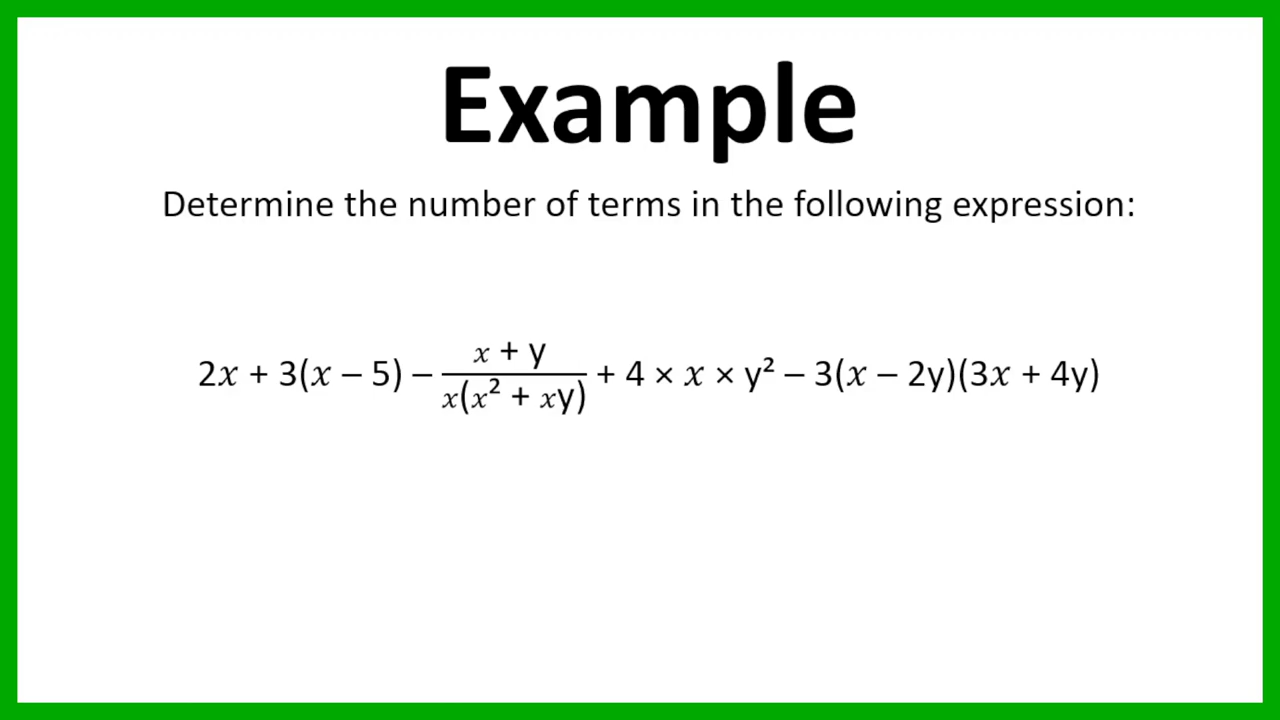 Example
Determine the number of terms in the following expression:
2x + 3(x – 5) – (x + y)/(x(x² + xy)) + 4 × x × y² – 3(x – 2y)(3x + 4y)